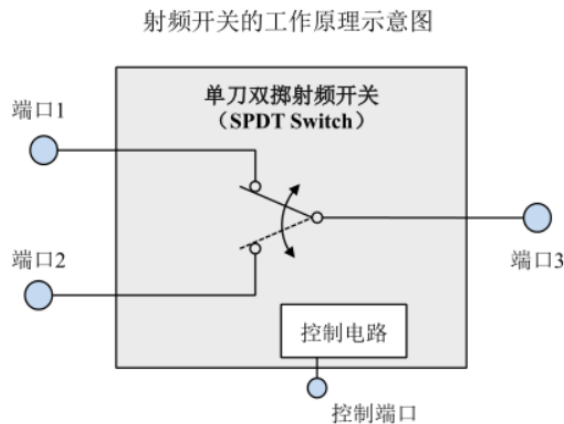 射频开关的工作原理示意图
单刀双掷射频开关
（SPDT Switch）
端口1
端口2
端口3
控制电路
控制端口